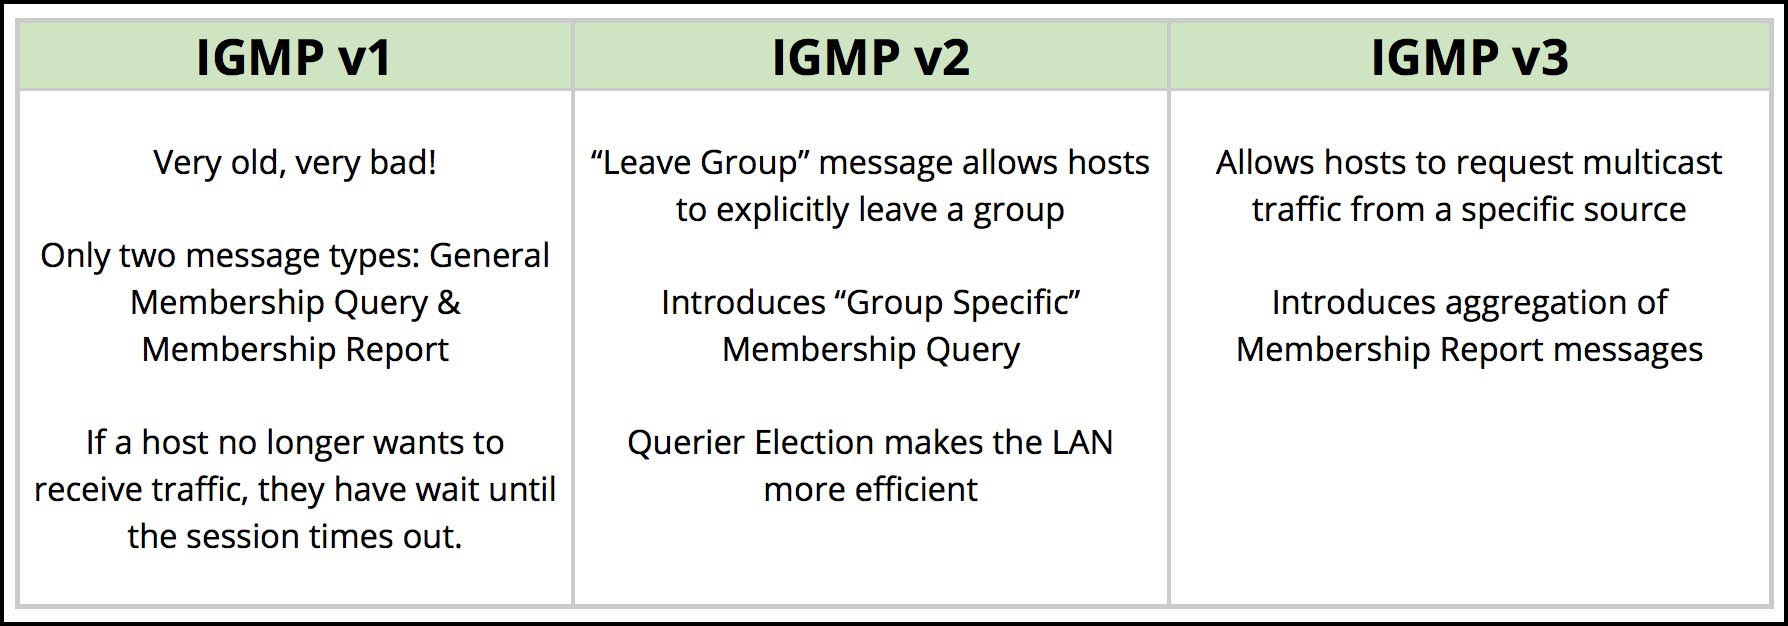 IGMP v1
Very old, very bad!
Only two message types: General
Membership Query &
Membership Report
If a host no longer wants to
receive traffic, they have wait until
the session times out.
IGMP v2
“Leave Group” message allows hosts
to explicitly leave a group
Introduces “Group Specific”
Membership Query
Querier Election makes the LAN
more efficient
IGMP v3
Allows hosts to request multicast
traffic from a specific source
Introduces aggregation of
Membership Report messages